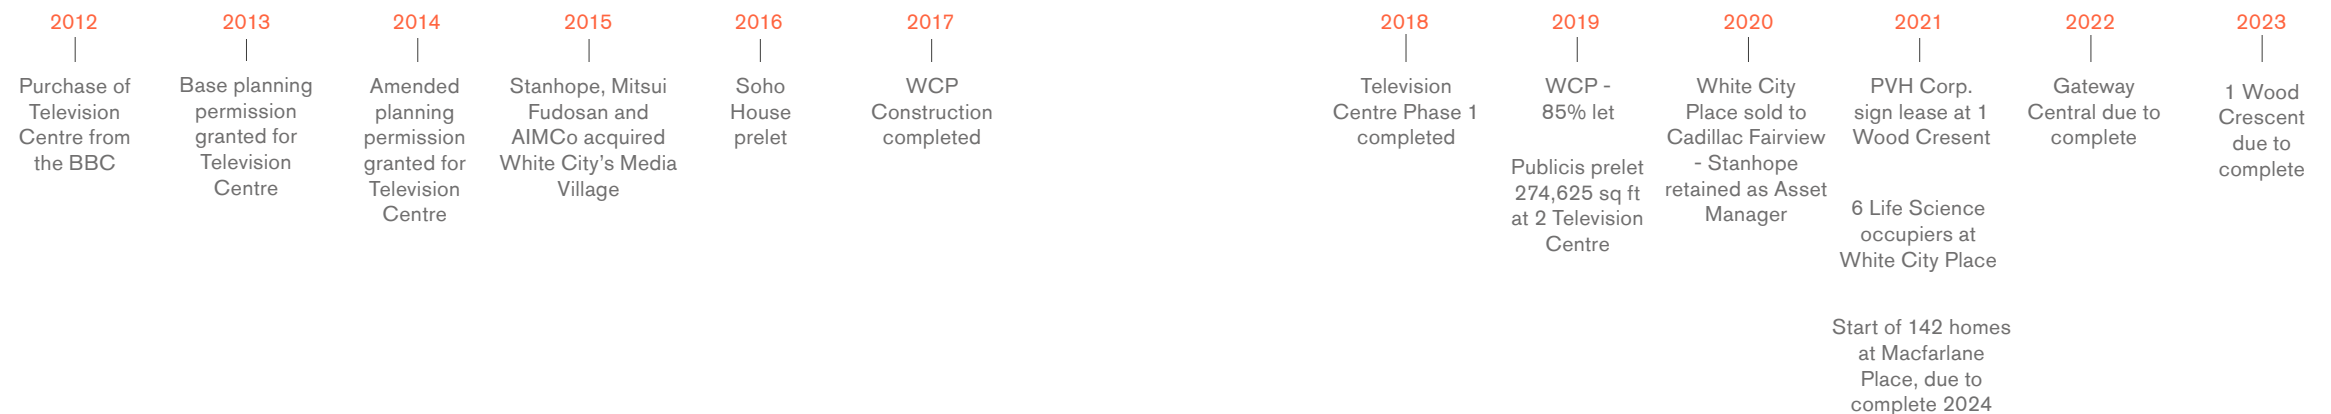 2012
Purchase of
Television
Centre from
the BBC
2013
Base planning
permission
granted for
Television
Centre
2014
Amended
planning
permission
granted for
Television
Centre
2015
Stanhope, Mitsui
Fudosan and
AIMCo acquired
White City’s Media
Village
2016
Soho
House
prelet
2017
WCP
Construction
completed
2018
Television
Centre Phase 1
completed
2019
WCP -
85% let
Publicis prelet
274,625 sq ft
at 2 Television
Centre
2020
White City
Place sold to
Cadillac Fairview
- Stanhope
retained as Asset
Manager
2021
PVH Corp.
sign lease at 1
Wood Cresent
6 Life Science
occupiers at
White City Place
Start of 142 homes
at Macfarlane
Place, due to
complete 2024
2022
Gateway
Central due to
complete
2023
1 Wood
Crescent
due to
complete